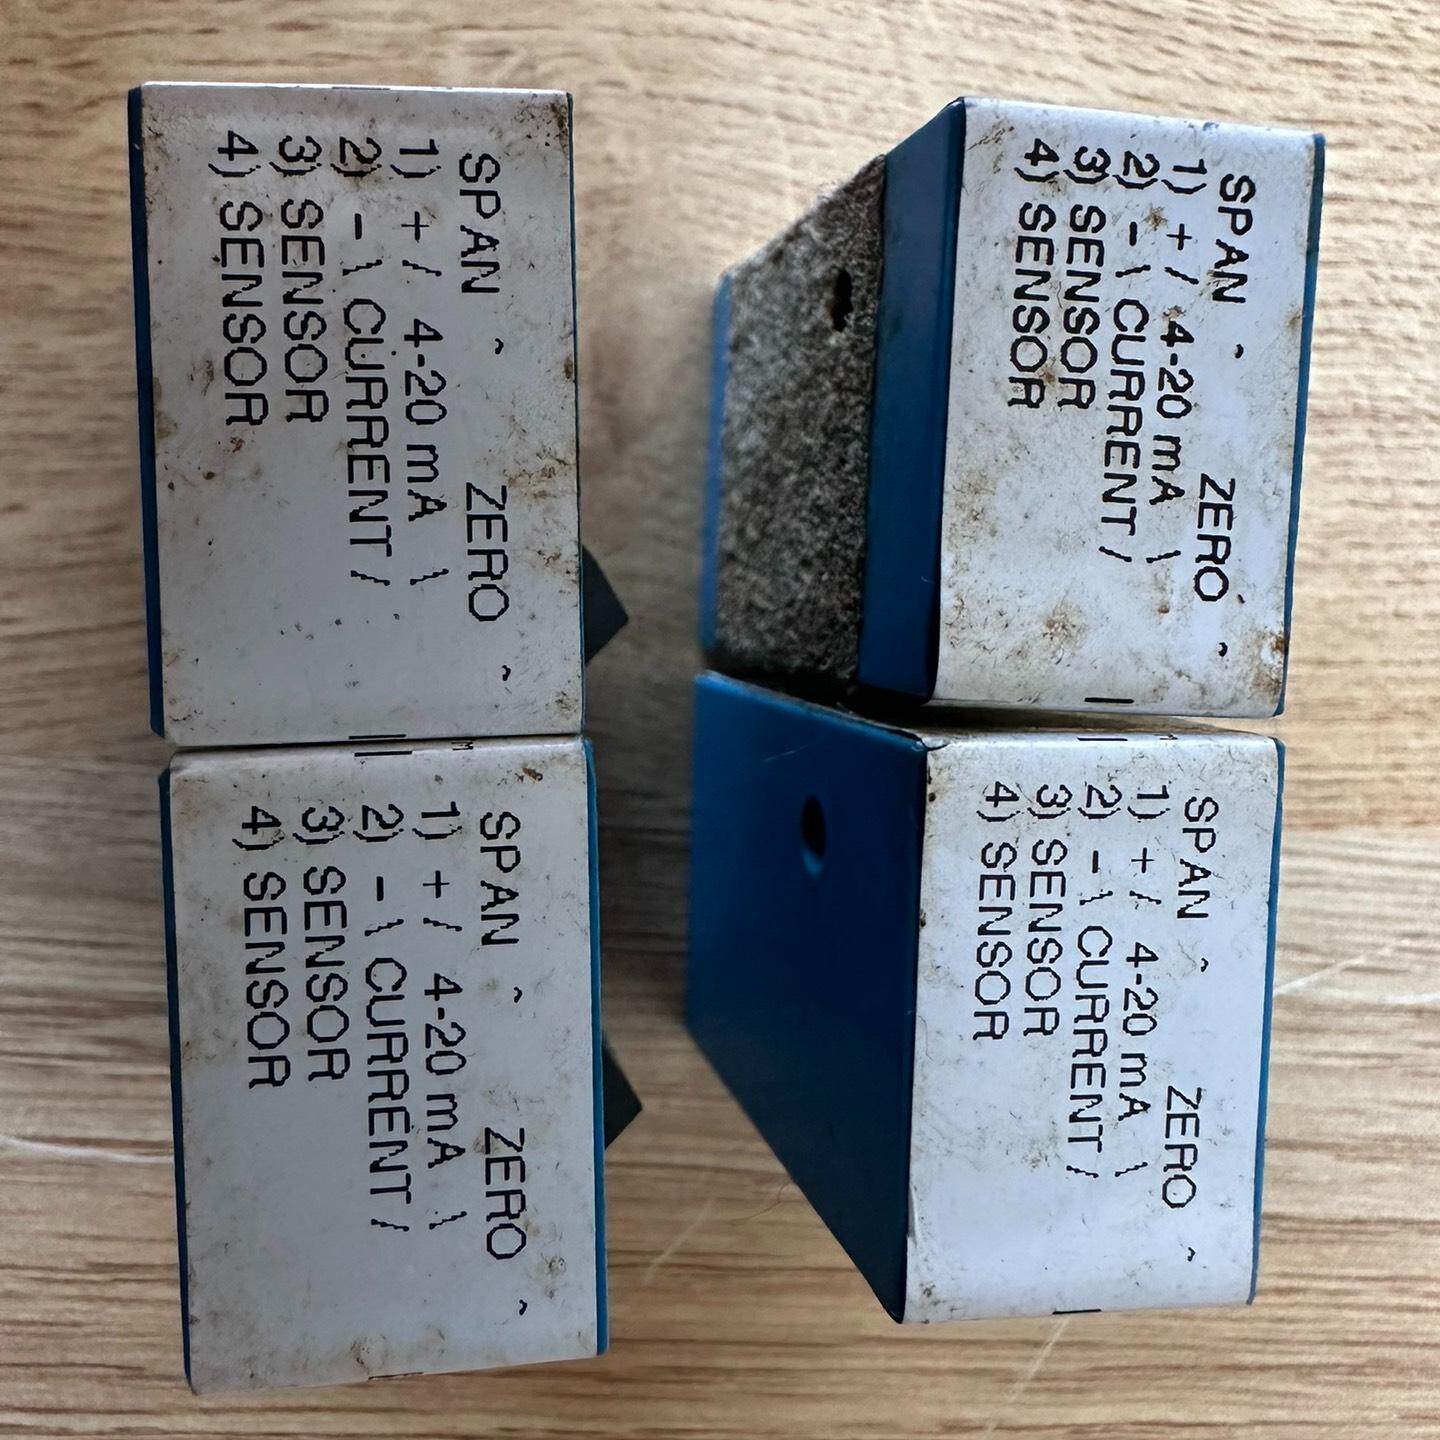 SPAN ^ ZERO ^
1) + / 4-20 mA \
2) - \ CURRENT /
3) SENSOR
4) SENSOR
SPAN ^ ZERO ^
1) + / 4-20 mA \
2) - \ CURRENT /
3) SENSOR
4) SENSOR
SPAN ^ ZERO ^
1) + / 4-20 mA \
2) - \ CURRENT /
3) SENSOR
4) SENSOR
SPAN ^ ZERO ^
1) + / 4-20 mA \
2) - \ CURRENT /
3) SENSOR
4) SENSOR